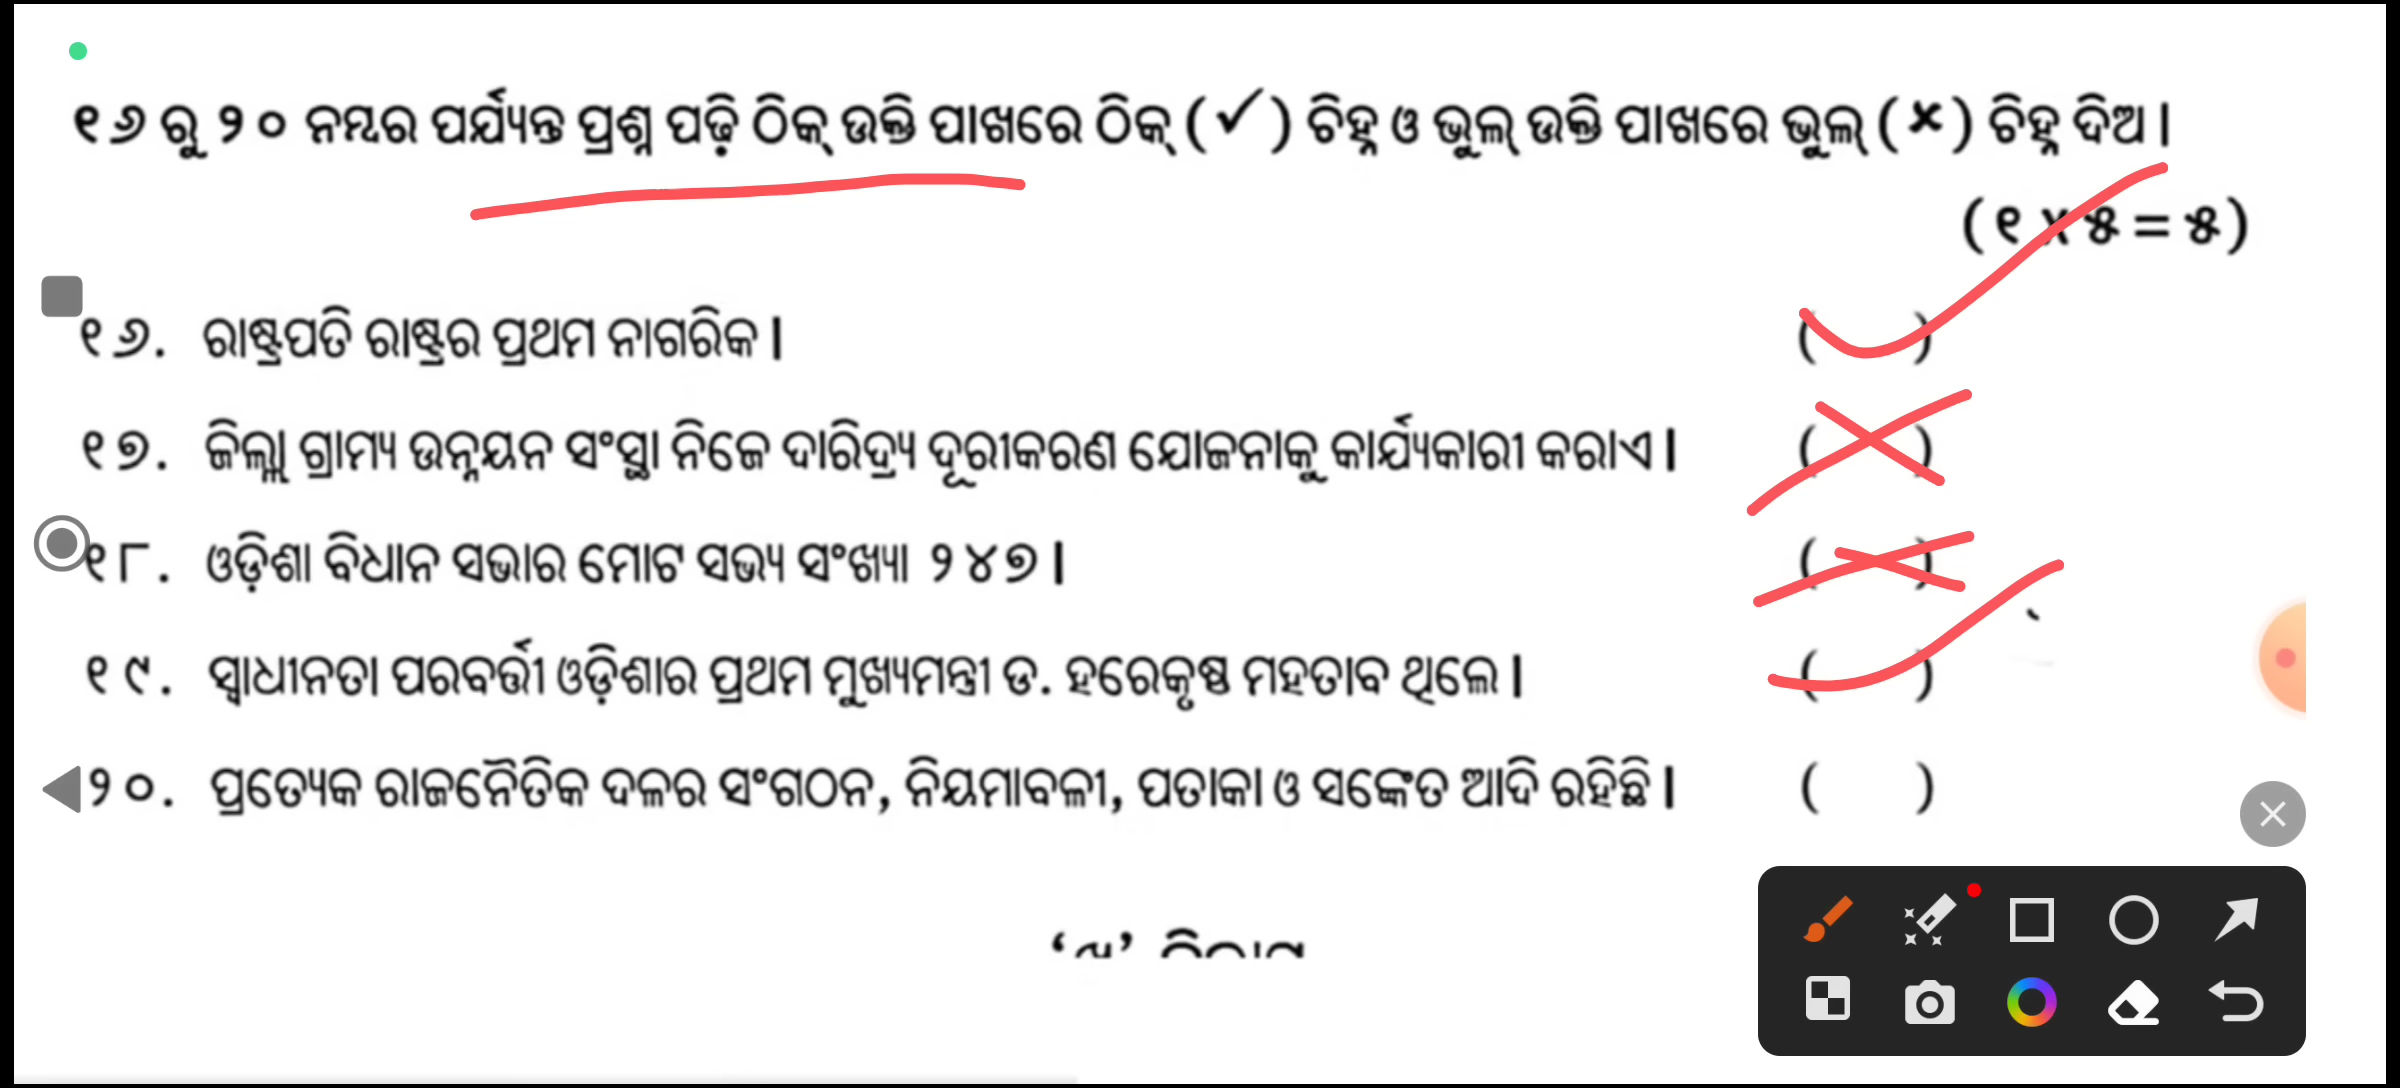 ୧୬ ରୁ ୨୦ ନମ୍ବର ପର୍ଯ୍ୟନ୍ତ ପ୍ରଶ୍ନ ପଢ଼ି ଠିକ୍ ଉକ୍ତି ପାଖରେ ଠିକ୍ (✓) ଚିହ୍ନ ଓ ଭୁଲ୍ ଉକ୍ତି ପାଖରେ ଭୁଲ୍ (×) ଚିହ୍ନ ଦିଅ।
(୧ x ୫ = ୫)
୧୬. ରାଷ୍ଟ୍ରପତି ରାଷ୍ଟ୍ରର ପ୍ରଥମ ନାଗରିକ। ( ✓ )
୧୭. ଜିଲ୍ଲା ଗ୍ରାମ୍ୟ ଉନ୍ନୟନ ସଂସ୍ଥା ନିଜେ ଦାରିଦ୍ର୍ୟ ଦୂରୀକରଣ ଯୋଜନାକୁ କାର୍ଯ୍ୟକାରୀ କରାଏ। ( × )
୧୮. ଓଡ଼ିଶା ବିଧାନ ସଭାର ମୋଟ ସଭ୍ୟ ସଂଖ୍ୟା ୨୪୭। ( × )
୧୯. ସ୍ୱାଧୀନତା ପରବର୍ତ୍ତୀ ଓଡ଼ିଶାର ପ୍ରଥମ ମୁଖ୍ୟମନ୍ତ୍ରୀ ଡ. ହରେକୃଷ୍ଣ ମହତାବ ଥିଲେ। ( ✓ )
୨୦. ପ୍ରତ୍ୟେକ ରାଜନୈତିକ ଦଳର ସଂଗଠନ, ନିୟମାବଳୀ, ପତାକା ଓ ସଙ୍କେତ ଆଦି ରହିଛି। ( )